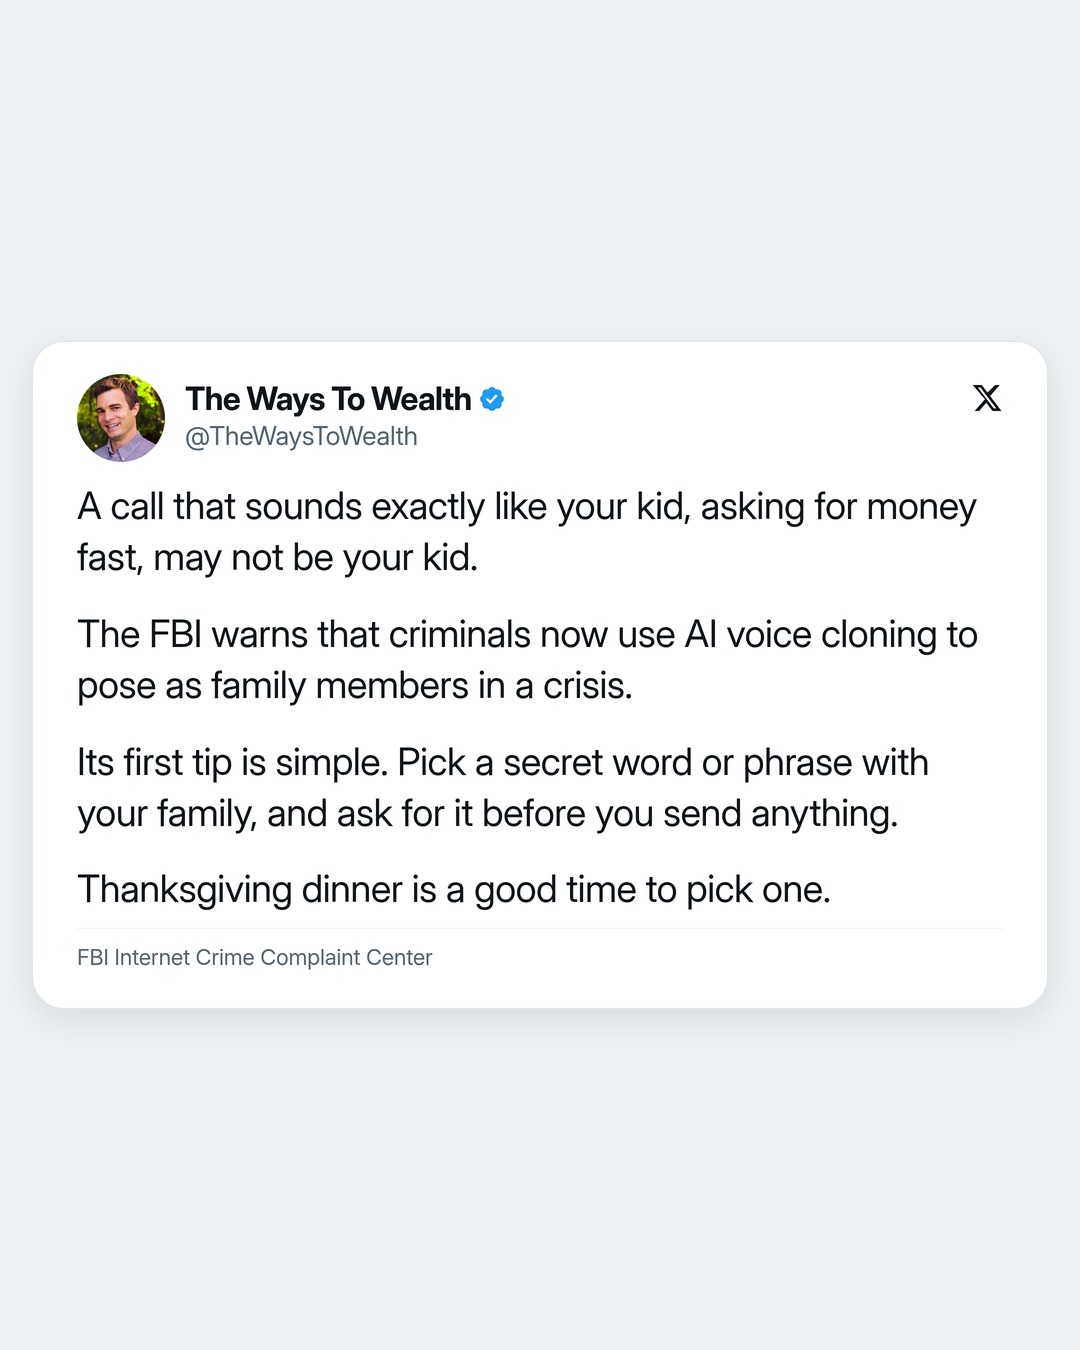 The Ways To Wealth
@TheWaysToWealth
A call that sounds exactly like your kid, asking for money
fast, may not be your kid.
The FBI warns that criminals now use AI voice cloning to
pose as family members in a crisis.
Its first tip is simple. Pick a secret word or phrase with
your family, and ask for it before you send anything.
Thanksgiving dinner is a good time to pick one.
FBI Internet Crime Complaint Center